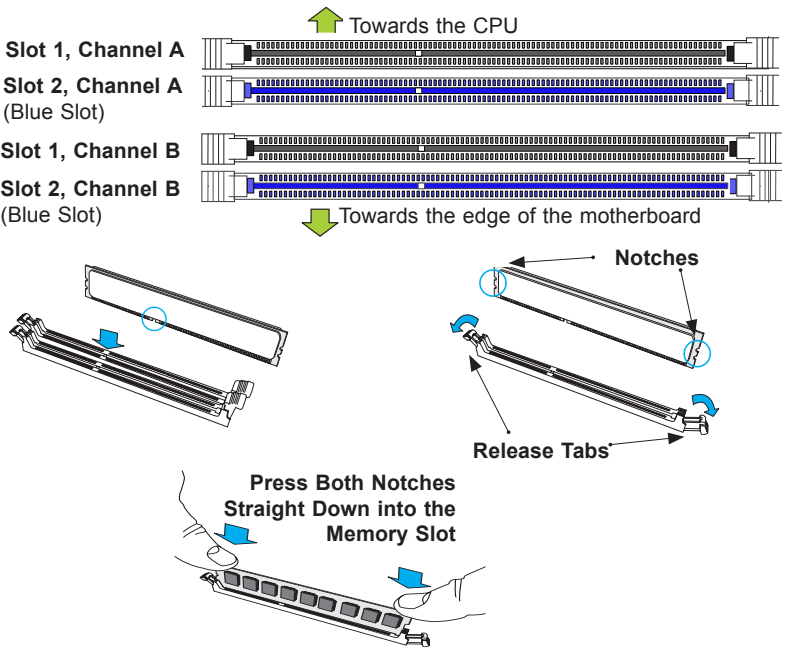 Towards the CPU
Slot 1, Channel A
Slot 2, Channel A
(Blue Slot)
Slot 1, Channel B
Slot 2, Channel B
(Blue Slot)
Towards the edge of the motherboard
Notches
Release Tabs
Press Both Notches
Straight Down into the
Memory Slot